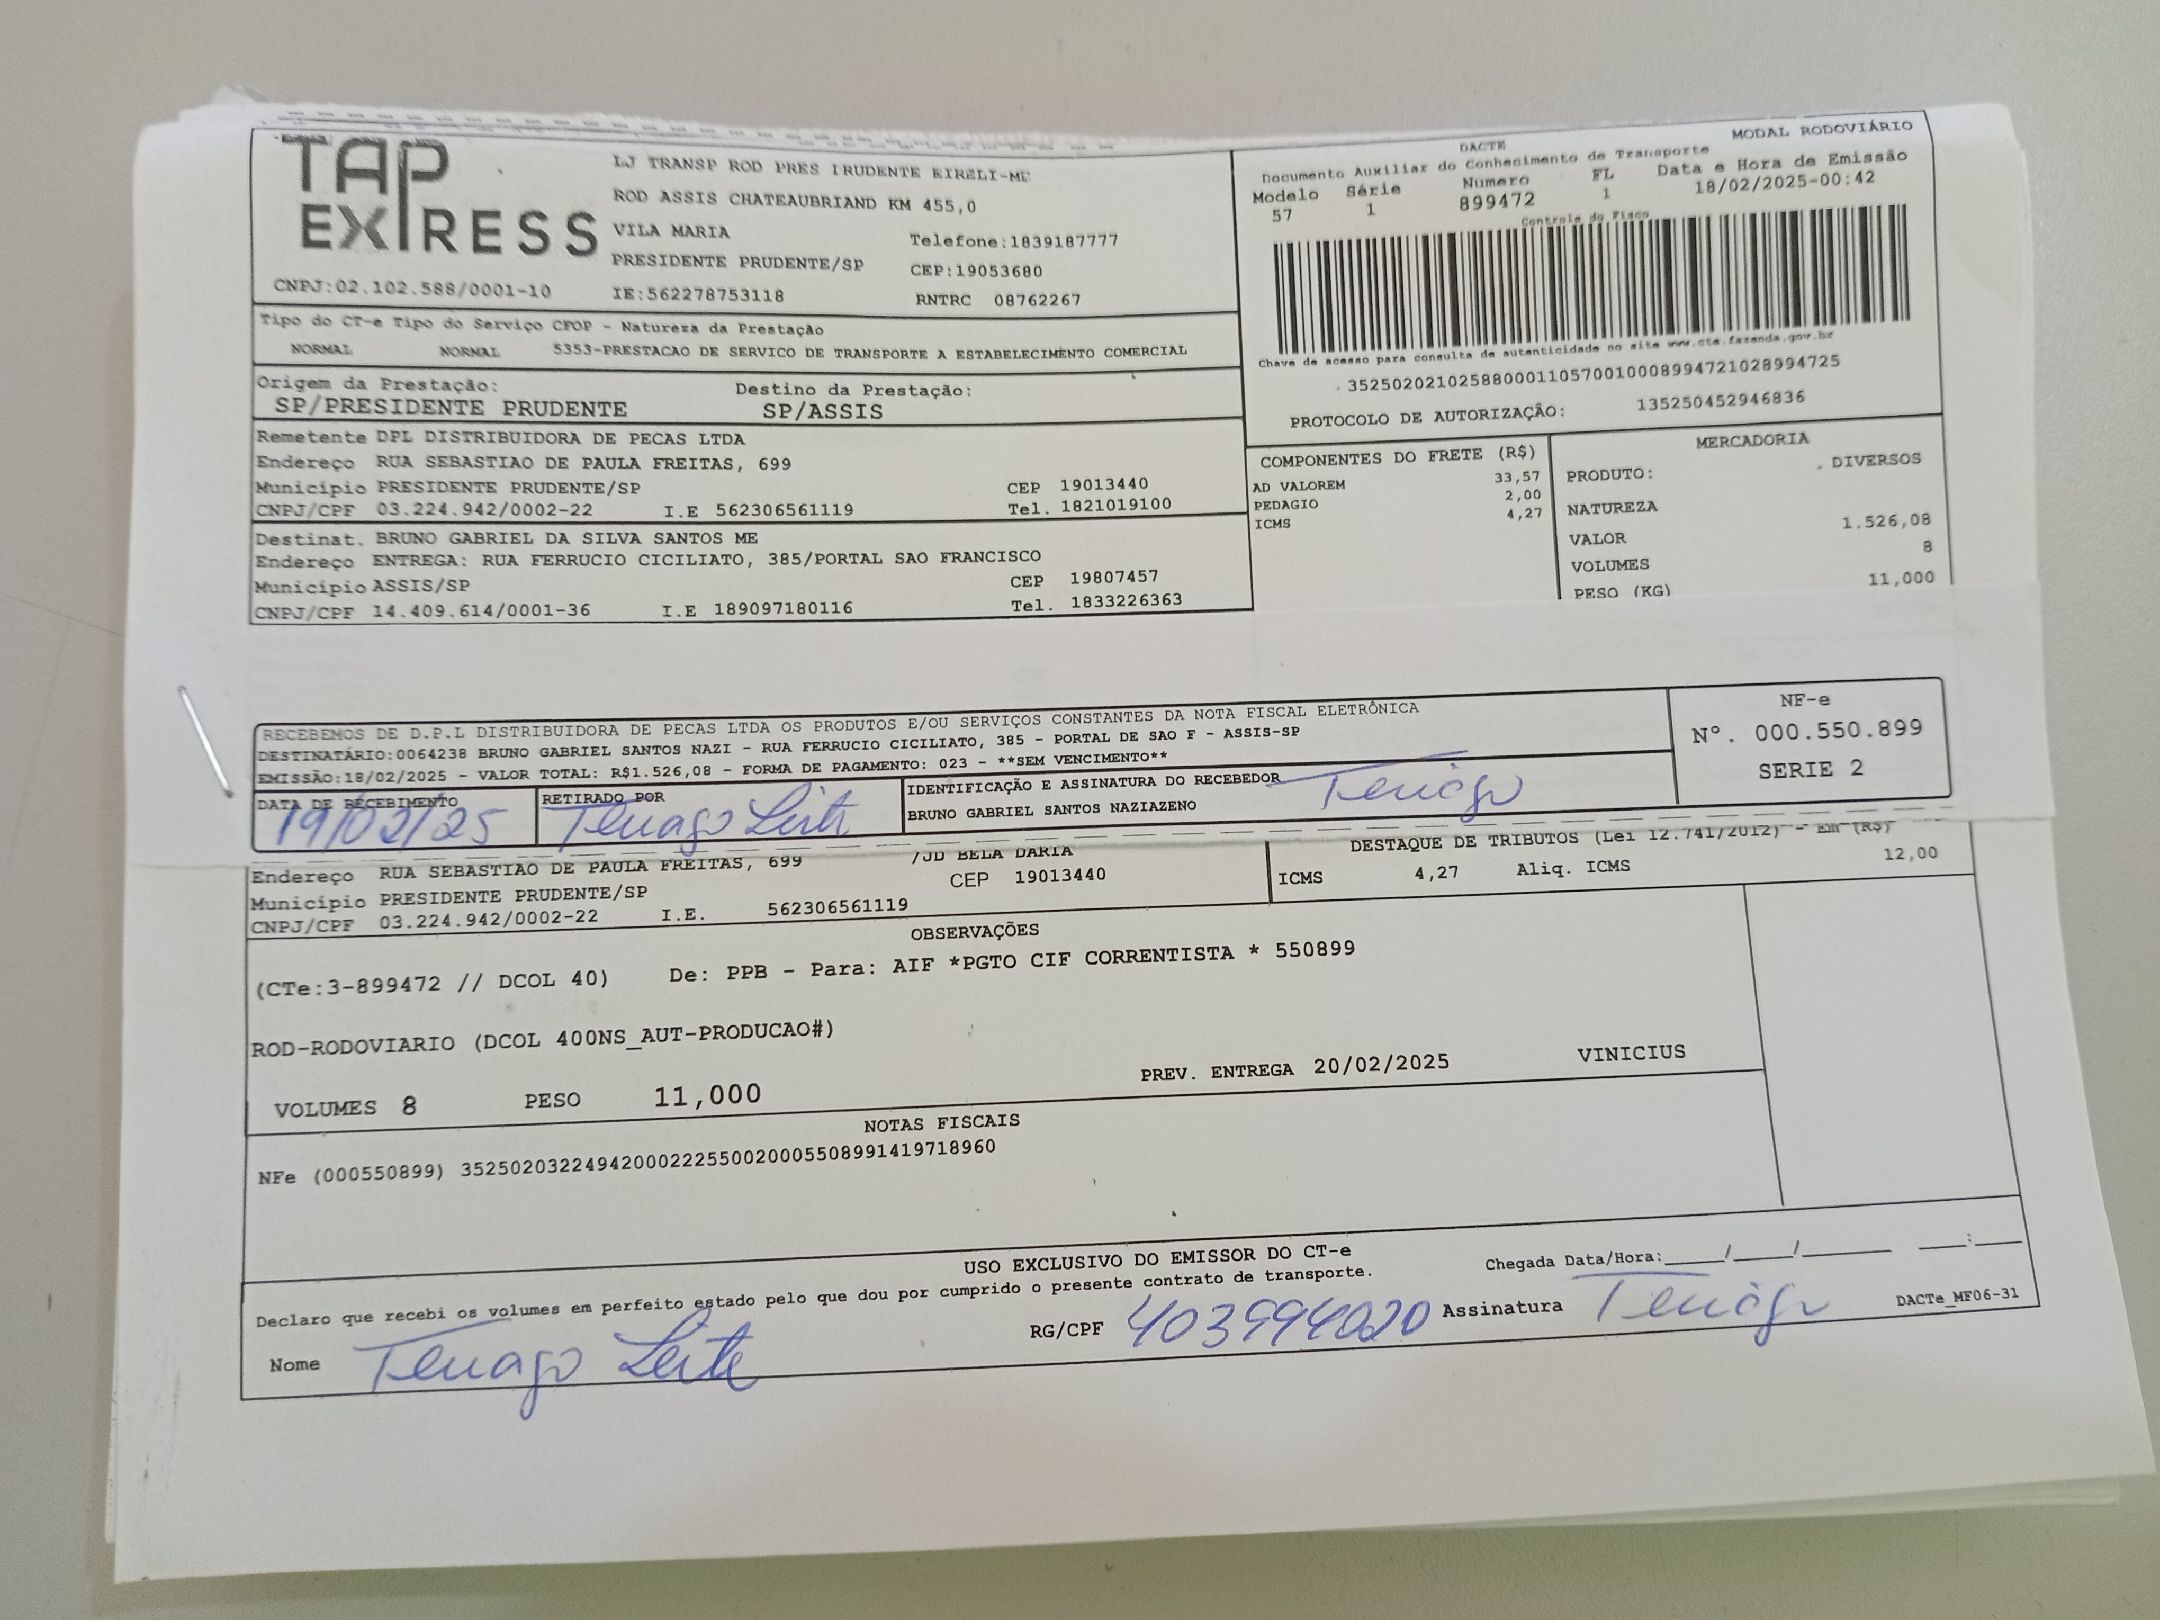 TAP
EXPRESS
CNPJ:02.102.588/0001-10
LJ TRANSP ROD PRES PRUDENTE EIRELI-ME
ROD ASSIS CHATEAUBRIAND KM 455,0
VILA MARIA Telefone:1839187777
PRESIDENTE PRUDENTE/SP CEP:19053680
IE:562278753118 RNTRC 08762267
DACTE MODAL RODOVIÁRIO
Documento Auxiliar do Conhecimento de Transporte
Modelo Série Numero FL Data e Hora de Emissão
57 1 899472 1 18/02/2025-00:42
Controle do Fisco
Chave de acesso para consulta de autenticidade no site www.cte.fazenda.gov.br
35250202102588000110570010008994721028994725
PROTOCOLO DE AUTORIZAÇÃO: 135250452946836
Tipo do CT-e Tipo do Serviço CFOP - Natureza da Prestação
NORMAL NORMAL 5353-PRESTACAO DE SERVICO DE TRANSPORTE A ESTABELECIMENTO COMERCIAL
Origem da Prestação: Destino da Prestação:
SP/PRESIDENTE PRUDENTE SP/ASSIS
Remetente DPL DISTRIBUIDORA DE PECAS LTDA
Endereço RUA SEBASTIAO DE PAULA FREITAS, 699
Município PRESIDENTE PRUDENTE/SP CEP 19013440
CNPJ/CPF 03.224.942/0002-22 I.E 562306561119 Tel. 1821019100
Destinat. BRUNO GABRIEL DA SILVA SANTOS ME
Endereço ENTREGA: RUA FERRUCIO CICILIATO, 385/PORTAL SAO FRANCISCO
Município ASSIS/SP CEP 19807457
CNPJ/CPF 14.409.614/0001-36 I.E 189097180116 Tel. 1833226363
COMPONENTES DO FRETE (R$)
AD VALOREM 33,57
PEDAGIO 2,00
ICMS 4,27
MERCADORIA
PRODUTO: DIVERSOS
NATUREZA
VALOR 1.526,08
VOLUMES 8
PESO (KG) 11,000
RECEBEMOS DE D.P.L DISTRIBUIDORA DE PECAS LTDA OS PRODUTOS E/OU SERVIÇOS CONSTANTES DA NOTA FISCAL ELETRÔNICA
DESTINATÁRIO:0064238 BRUNO GABRIEL SANTOS NAZI - RUA FERRUCIO CICILIATO, 385 - PORTAL DE SAO F - ASSIS-SP
EMISSÃO:18/02/2025 - VALOR TOTAL: R$1.526,08 - FORMA DE PAGAMENTO: 023 - **SEM VENCIMENTO**
NF-e
Nº. 000.550.899
SERIE 2
DATA DE RECEBIMENTO RETIRADO POR IDENTIFICAÇÃO E ASSINATURA DO RECEBEDOR
19/02/25 BRUNO GABRIEL SANTOS NAZIAZENO
Endereço RUA SEBASTIAO DE PAULA FREITAS, 699 /JD BELA DARIA
Município PRESIDENTE PRUDENTE/SP CEP 19013440
CNPJ/CPF 03.224.942/0002-22 I.E. 562306561119
DESTAQUE DE TRIBUTOS (Lei 12.741/2012) - Em (R$)
ICMS 4,27 Aliq. ICMS 12,00
OBSERVAÇÕES
(CTe:3-899472 // DCOL 40) De: PPB - Para: AIF *PGTO CIF CORRENTISTA * 550899
ROD-RODOVIARIO (DCOL 400NS_AUT-PRODUCAO#)
PREV. ENTREGA 20/02/2025 VINICIUS
VOLUMES 8 PESO 11,000
NOTAS FISCAIS
NFe (000550899) 35250203224942000222550020005508991419718960
USO EXCLUSIVO DO EMISSOR DO CT-e
Declaro que recebi os volumes em perfeito estado pelo que dou por cumprido o presente contrato de transporte.
Chegada Data/Hora:_____/_____/_______ ____:____
Nome RG/CPF 403994020 Assinatura
DACTe_MF06-31